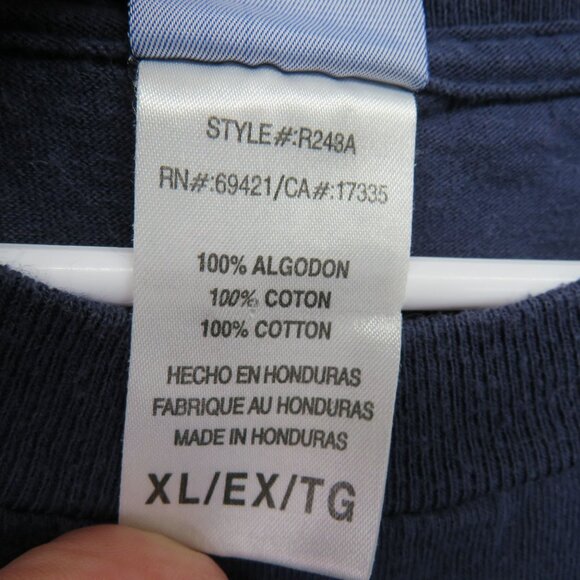 STYLE#:R243A
RN#:69421/CA#:17335
100% ALGODON
100% COTON
100% COTTON
HECHO EN HONDURAS
FABRIQUE AU HONDURAS
MADE IN HONDURAS
XL/EX/TG